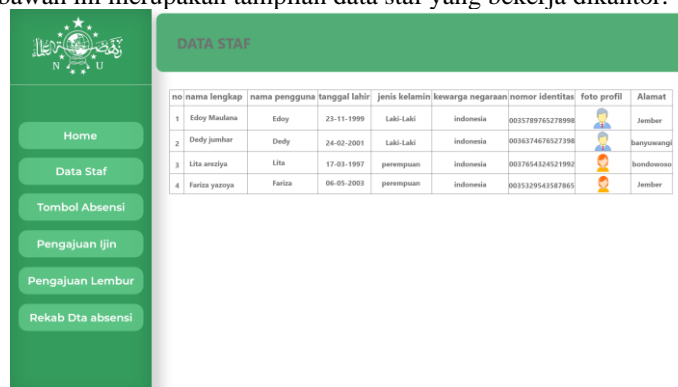 bawah ini merupakan tampilan data staf yang bekerja dikantor.
N U
DATA STAF
Home
Data Staf
Tombol Absensi
Pengajuan Ijin
Pengajuan Lembur
Rekab Dta absensi
no nama lengkap nama pengguna tanggal lahir jenis kelamin kewarga negaraan nomor identitas foto profil Alamat
1 Edoy Maulana Edoy 23-11-1999 Laki-Laki indonesia 0035789765278998 Jember
2 Dedy jumhar Dedy 24-02-2001 Laki-Laki indonesia 0036374676527398 banyuwangi
3 Lita areziya Lita 17-03-1997 perempuan indonesia 0037654324521992 bondowoso
4 Fariza yazoya Fariza 06-05-2003 perempuan indonesia 0035329543587865 Jember